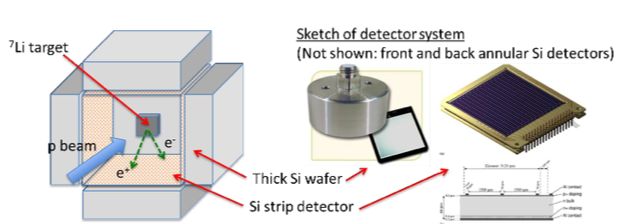 Sketch of detector system
(Not shown: front and back annular Si detectors)
⁷Li target
p beam
e⁻
e⁺
Thick Si wafer
Si strip detector